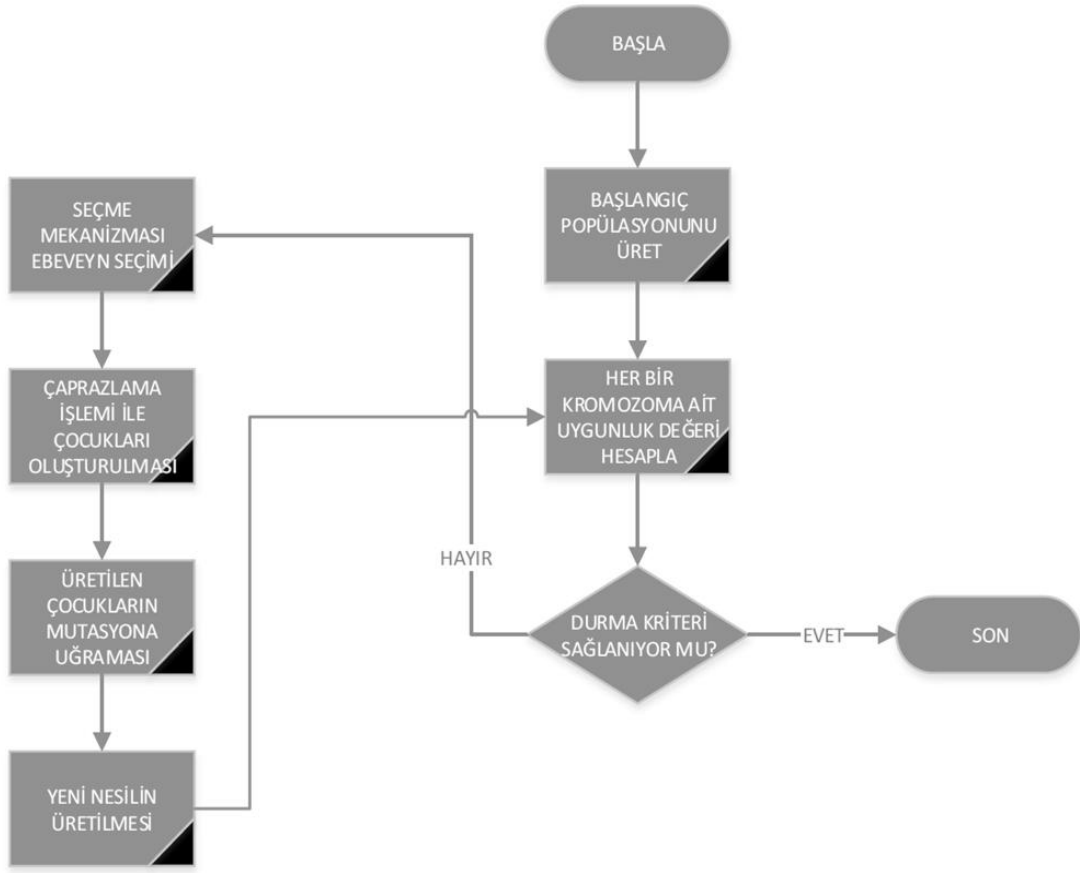 BAŞLA
BAŞLANGIÇ
POPÜLASYONUNU
ÜRET
HER BİR
KROMOZOMA AİT
UYGUNLUK DEĞERİ
HESAPLA
DURMA KRİTERİ
SAĞLANIYOR MU?
EVET
SON
HAYIR
SEÇME
MEKANİZMASI
EBEVEYN SEÇİMİ
ÇAPRAZLAMA
İŞLEMİ İLE
ÇOCUKLARI
OLUŞTURULMASI
ÜRETİLEN
ÇOCUKLARIN
MUTASYONA
UĞRAMASI
YENİ NESİLİN
ÜRETİLMESİ